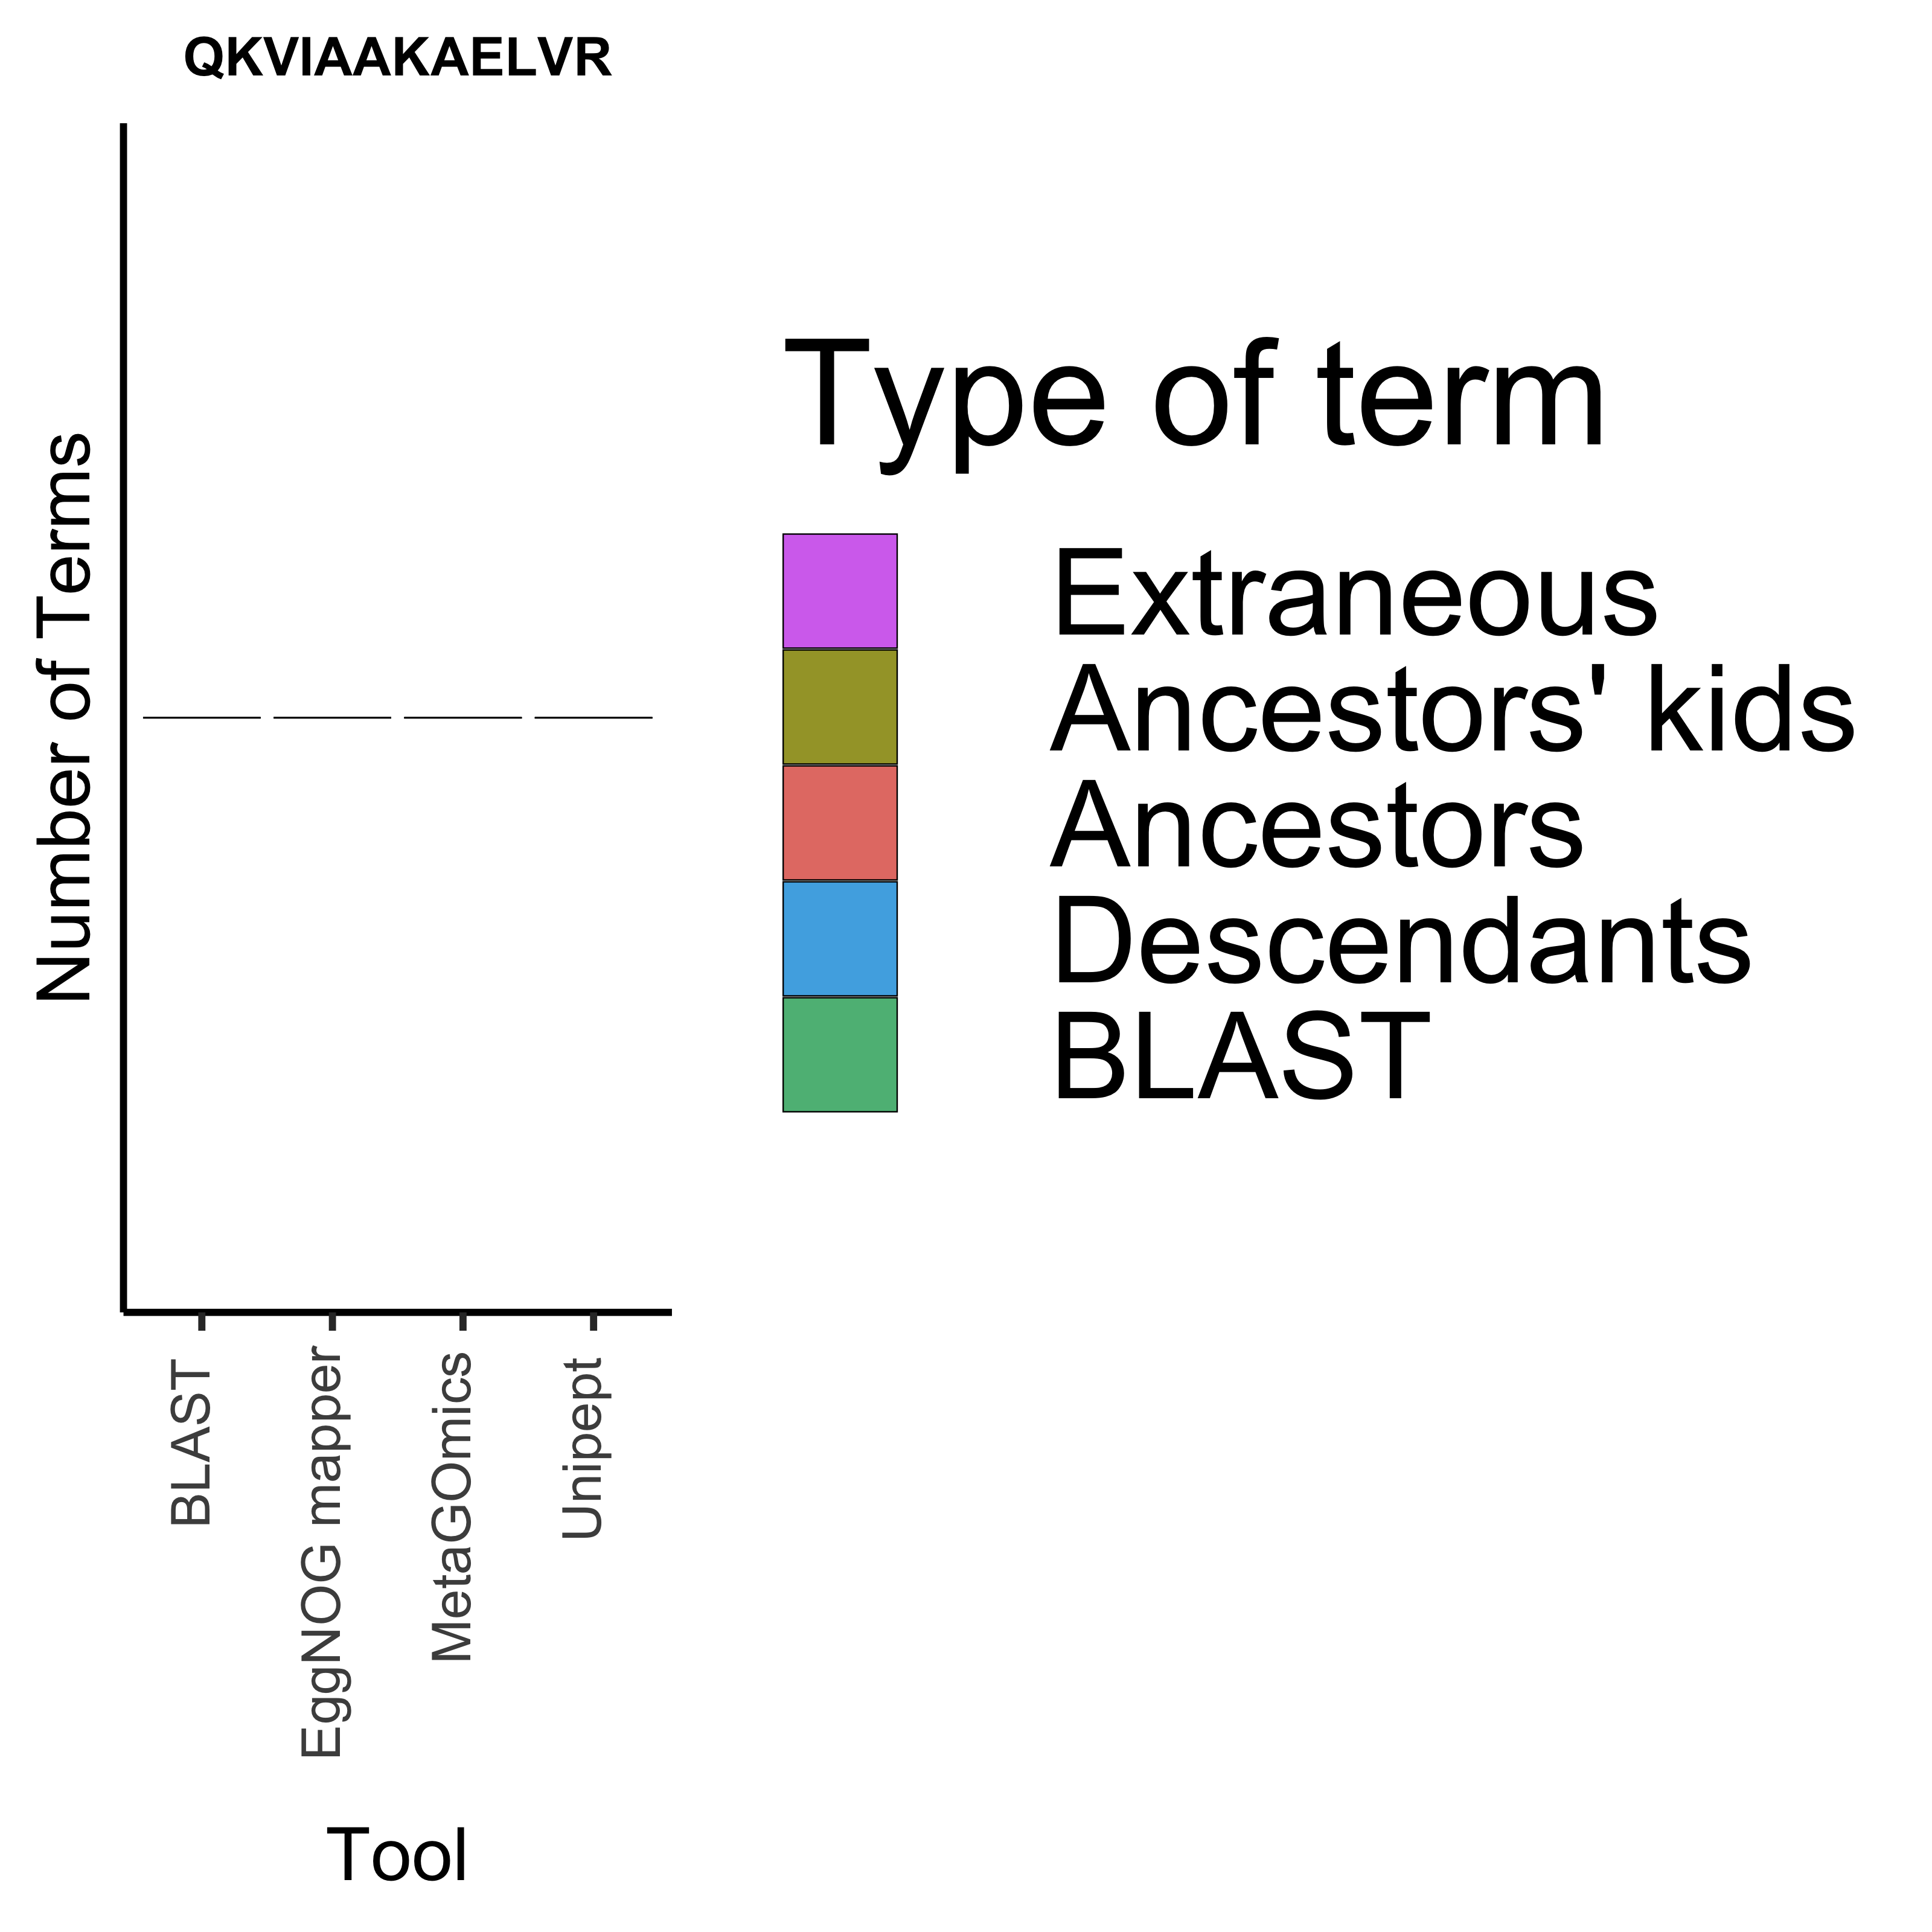 QKVIAAKAELVR
Number of Terms
Type of term
Extraneous
Ancestors' kids
Ancestors
Descendants
BLAST
BLAST
EggNOG mapper
MetaGOmics
Unipept
Tool